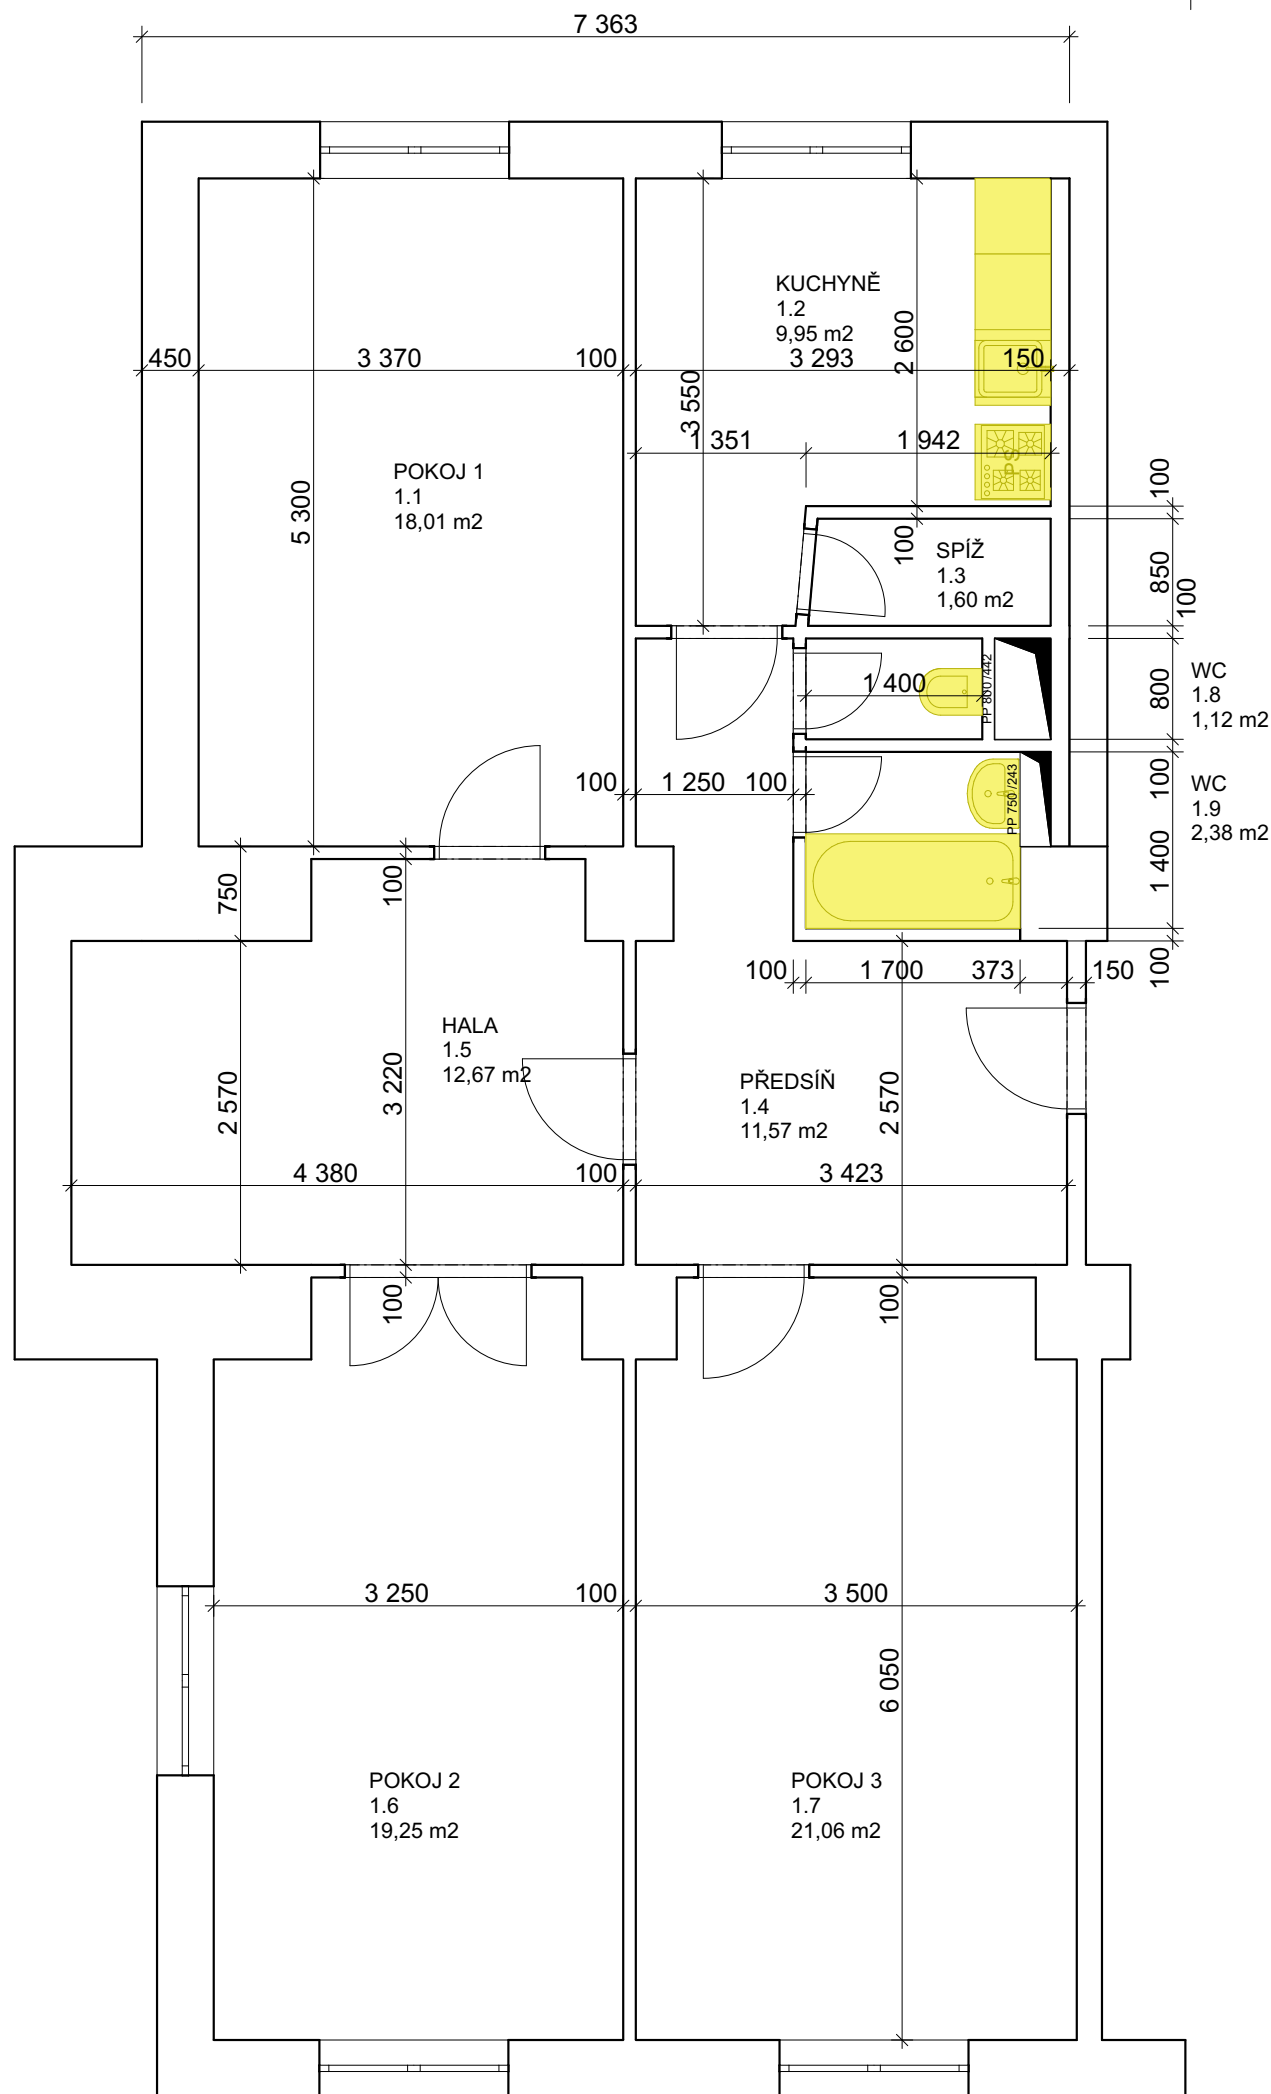 7 363
KUCHYNĚ
1.2
9,95 m2
2 600
450
3 370
100
3 293
150
3 550
1 351
1 942
POKOJ 1
1.1
18,01 m2
5 300
PS
100
100
SPÍŽ
1.3
1,60 m2
850
100
1 400
PP 800 /442
800
WC
1.8
1,12 m2
100
1 250
100
PP 750 /243
100
WC
1.9
2,38 m2
750
100
1 400
100
1 700
373
150
100
HALA
1.5
12,67 m2
2 570
3 220
PŘEDSÍŇ
1.4
11,57 m2
2 570
4 380
100
3 423
100
100
3 250
100
3 500
6 050
POKOJ 2
1.6
19,25 m2
POKOJ 3
1.7
21,06 m2